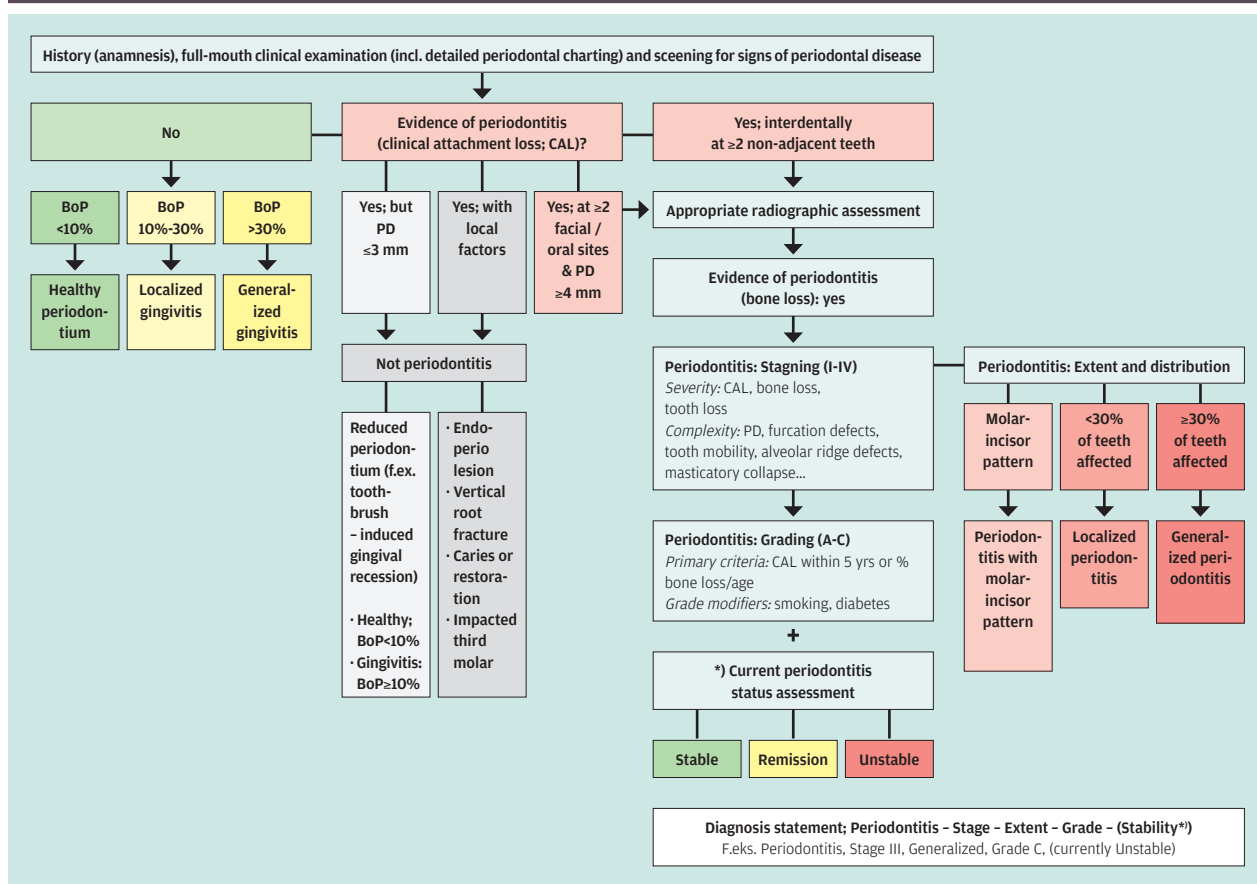 History (anamnesis), full-mouth clinical examination (incl. detailed periodontal charting) and sceening for signs of periodontal disease
No
Evidence of periodontitis
(clinical attachment loss; CAL)?
Yes; interdentally
at ≥2 non-adjacent teeth
BoP
<10%
BoP
10%-30%
BoP
>30%
Yes; but
PD
≤3 mm
Yes; with
local
factors
Yes; at ≥2
facial /
oral sites
& PD
≥4 mm
Appropriate radiographic assessment
Healthy
periodon-
tium
Localized
gingivitis
General-
ized
gingivitis
Evidence of periodontitis
(bone loss): yes
Not periodontitis
Reduced
periodon-
tium (f.ex.
tooth-
brush
– induced
gingival
recession)
· Healthy;
BoP<10%
· Gingivitis:
BoP≥10%
· Endo-
perio
lesion
· Vertical
root
fracture
· Caries or
restora-
tion
· Impacted
third
molar
Periodontitis: Stagning (I-IV)
Severity: CAL, bone loss,
tooth loss
Complexity: PD, furcation defects,
tooth mobility, alveolar ridge defects,
masticatory collapse...
Periodontitis: Extent and distribution
Molar-
incisor
pattern
<30%
of teeth
affected
≥30%
of teeth
affected
Periodon-
titis with
molar-
incisor
pattern
Localized
periodon-
titis
General-
ized peri-
odontitis
Periodontitis: Grading (A-C)
Primary criteria: CAL within 5 yrs or %
bone loss/age
Grade modifiers: smoking, diabetes
+
*) Current periodontitis
status assessment
Stable
Remission
Unstable
Diagnosis statement; Periodontitis – Stage – Extent – Grade – (Stability*))
F.eks. Periodontitis, Stage III, Generalized, Grade C, (currently Unstable)